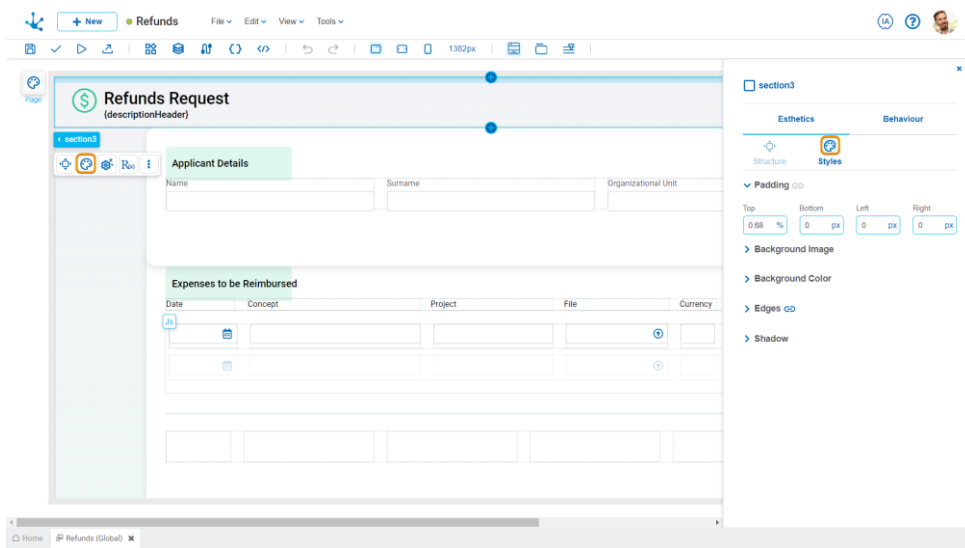 + New
Refunds
File
Edit
View
Tools
IA
?
1382px
Page
Refunds Request
{descriptionHeader}
section3
R(x)
Applicant Details
Name
Surname
Organizational Unit
Expenses to be Reimbursed
Date
Concept
Project
File
Currency
Js
section3
Esthetics
Behaviour
Structure
Styles
Padding
Top
Bottom
Left
Right
0.68 %
0 px
0 px
0 px
Background Image
Background Color
Edges
Shadow
Home
Refunds (Global)